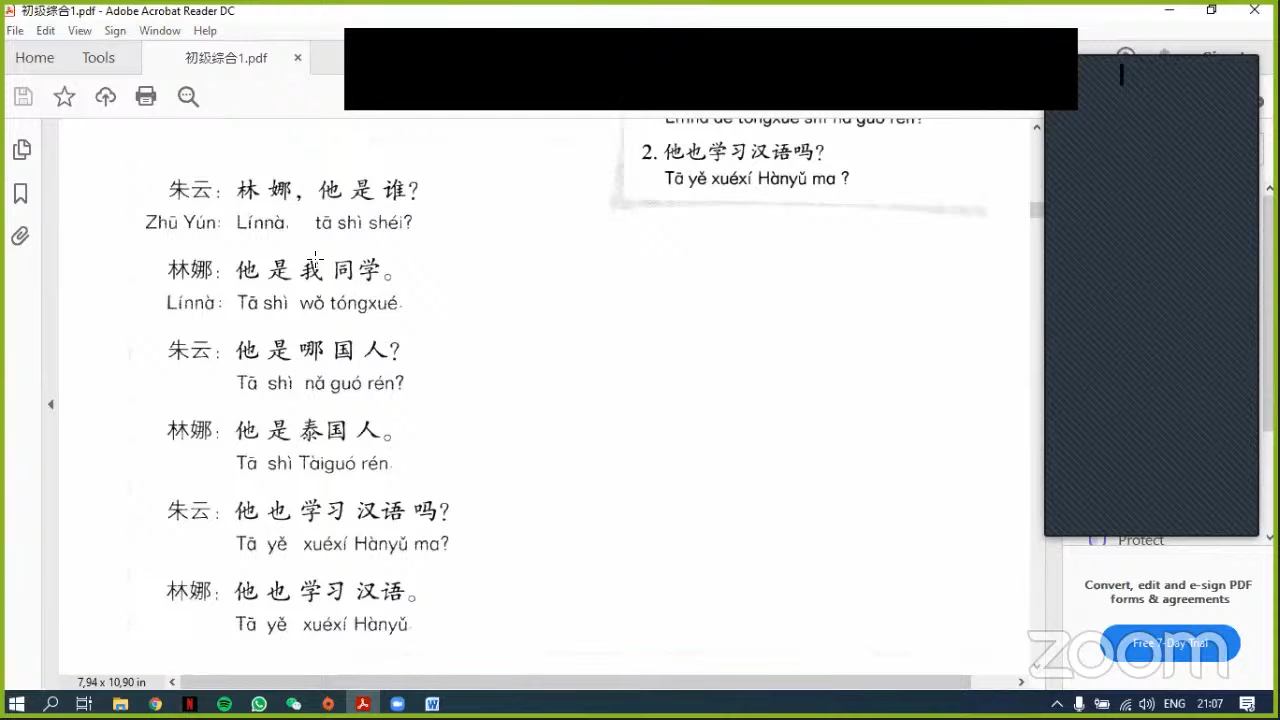 初级综合1.pdf - Adobe Acrobat Reader DC
File Edit View Sign Window Help
Home Tools 初级综合1.pdf ×
2. 他也学习汉语吗?
Tā yě xuéxí Hànyǔ ma ?
朱云: 林 娜, 他 是 谁?
Zhū Yún: Línnà, tā shì shéi?
林娜: 他 是 我 同学。
Línnà: Tā shì wǒ tóngxué.
朱云: 他 是 哪 国 人?
Tā shì nǎ guó rén?
林娜: 他 是 泰国 人。
Tā shì Tàiguó rén.
朱云: 他 也 学习 汉语 吗?
Tā yě xuéxí Hànyǔ ma?
林娜: 他 也 学习 汉语。
Tā yě xuéxí Hànyǔ.
Protect
Convert, edit and e-sign PDF
forms & agreements
Free 7-Day Trial
zoom
7,94 x 10,90 in
ENG 21:07